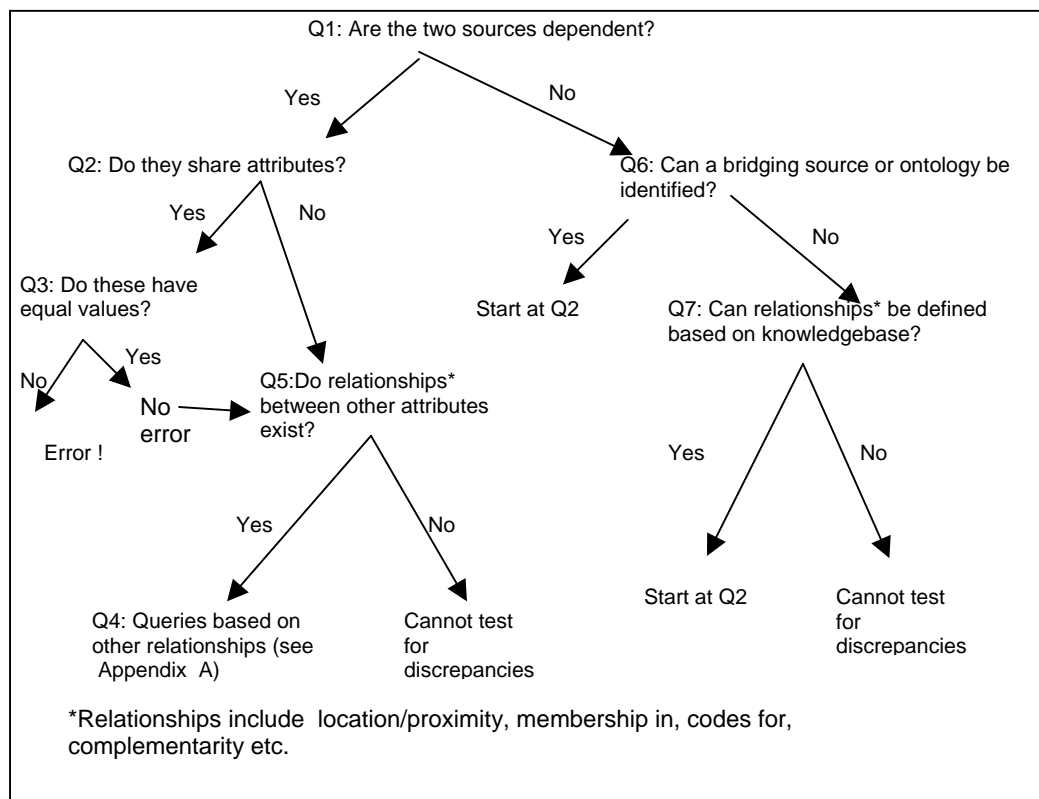 Q1: Are the two sources dependent?
Yes
No
Q2: Do they share attributes?
Q6: Can a bridging source or ontology be
identified?
Yes
No
Yes
No
Q3: Do these have
equal values?
Start at Q2
Q7: Can relationships* be defined
based on knowledgebase?
No
Yes
Q5:Do relationships*
between other attributes
exist?
No
error
Error !
Yes
No
Yes
No
Q4: Queries based on
other relationships (see
Appendix A)
Cannot test
for
discrepancies
Start at Q2
Cannot test
for
discrepancies
*Relationships include location/proximity, membership in, codes for,
complementarity etc.